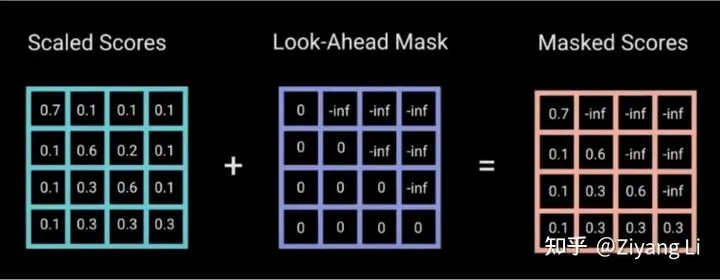 Scaled Scores Look-Ahead Mask Masked Scores
0.7 0.1 0.1 0.1 0 -inf -inf -inf 0.7 -inf -inf -inf
0.1 0.6 0.2 0.1 0 0 -inf -inf 0.1 0.6 -inf -inf
+ =
0.1 0.3 0.6 0.1 0 0 0 -inf 0.1 0.3 0.6 -inf
0.1 0.3 0.3 0.3 0 0 0 0 0.1 0.3 0.3 0.3
知乎 @Ziyang Li